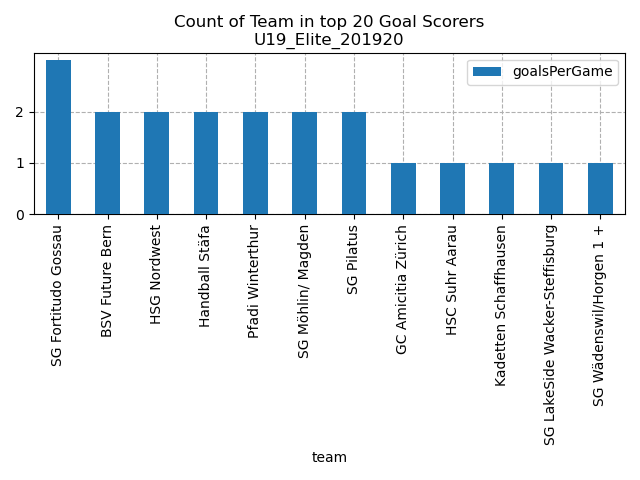 Count of Team in top 20 Goal Scorers
U19_Elite_201920
goalsPerGame
2
1
0
SG Fortitudo Gossau
BSV Future Bern
HSG Nordwest
Handball Stäfa
Pfadi Winterthur
SG Möhlin/ Magden
SG Pilatus
GC Amicitia Zürich
HSC Suhr Aarau
Kadetten Schaffhausen
SG LakeSide Wacker-Steffisburg
SG Wädenswil/Horgen 1 +
team